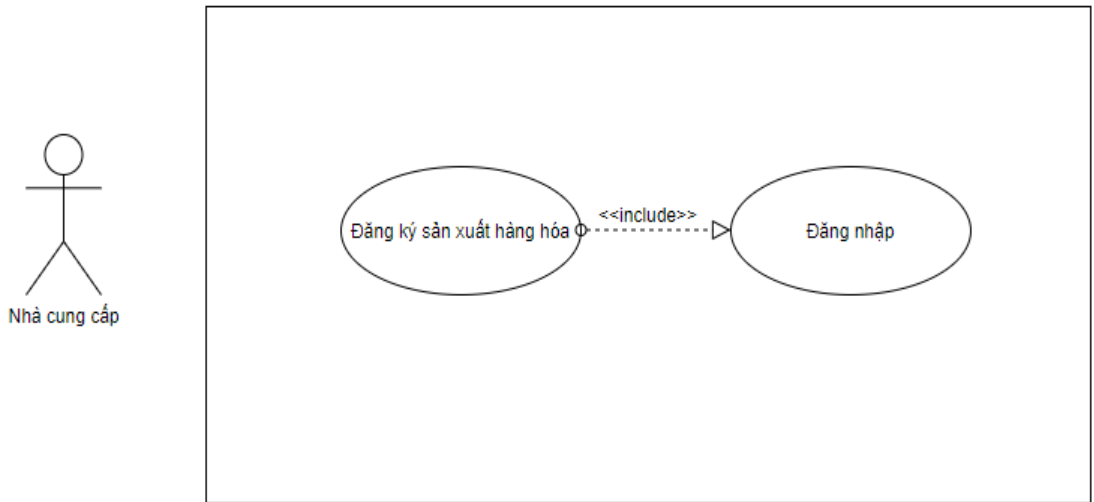 <<include>>
Đăng ký sản xuất hàng hóa
Đăng nhập
Nhà cung cấp